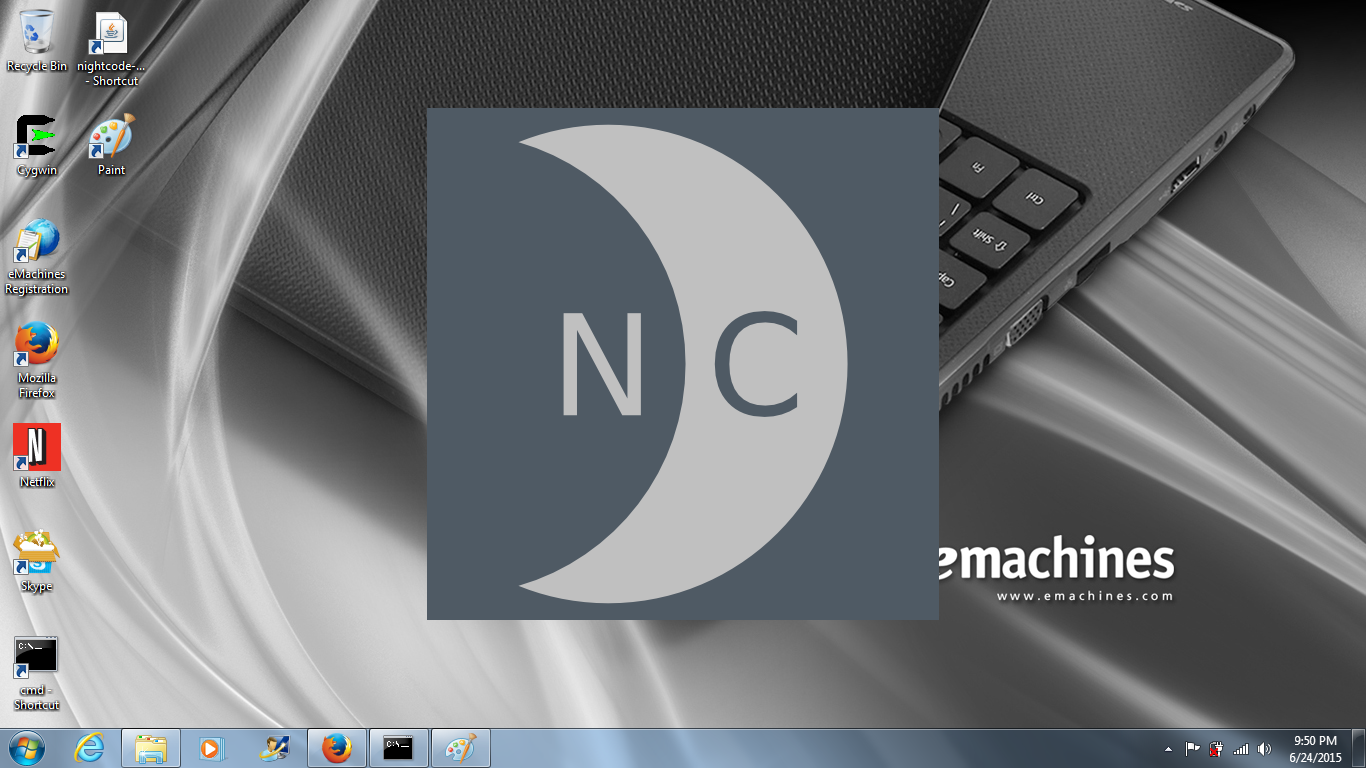 Recycle Bin
nightcode-...
- Shortcut
Cygwin
Paint
eMachines
Registration
Mozilla
Firefox
N
Netflix
S
Skype
C:\_
cmd -
Shortcut
N C
Fn
Ctrl
Shift
Caps
emachines
www.emachines.com
C:\_
9:50 PM
6/24/2015